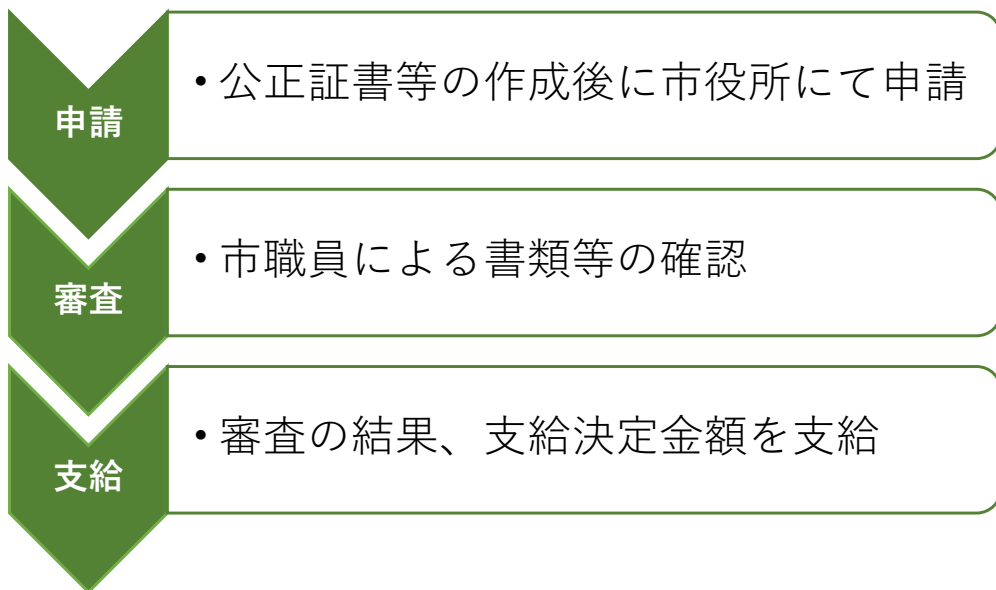 申請
• 公正証書等の作成後に市役所にて申請
審査
• 市職員による書類等の確認
支給
• 審査の結果、支給決定金額を支給